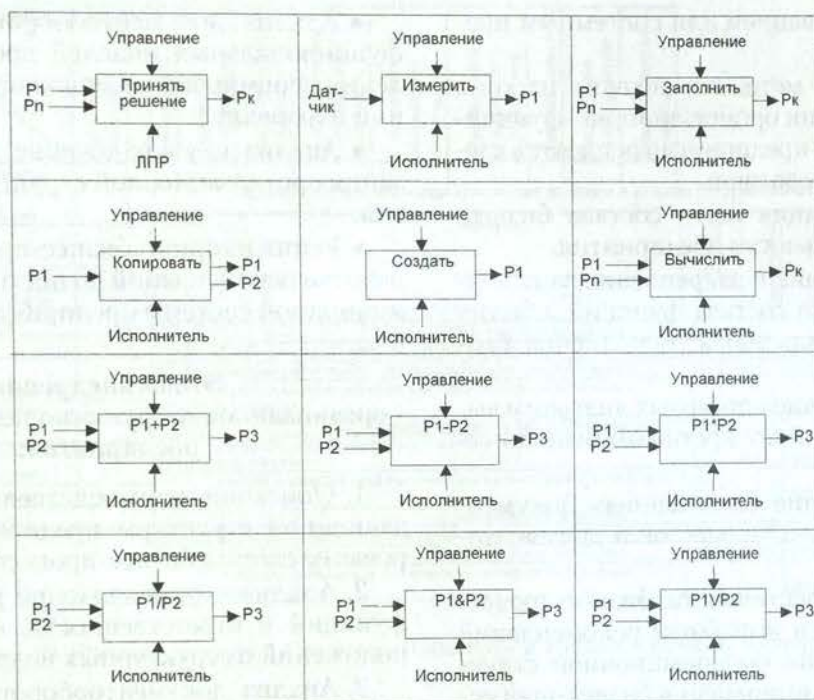 Управление
P1
Pn
Принять
решение
Рк
ЛПР
Управление
Дат-
чик
Измерить
P1
Исполнитель
Управление
P1
Pn
Заполнить
Рк
Исполнитель
Управление
P1
Копировать
P1
P2
Исполнитель
Управление
Создать
P1
Исполнитель
Управление
P1
Pn
Вычислить
Рк
Исполнитель
Управление
P1
P2
P1+P2
P3
Исполнитель
Управление
P1
P2
P1-P2
P3
Исполнитель
Управление
P1
P2
P1*P2
P3
Исполнитель
Управление
P1
P2
P1/P2
P3
Исполнитель
Управление
P1
P2
P1&P2
P3
Исполнитель
Управление
P1
P2
P1VP2
P3
Исполнитель